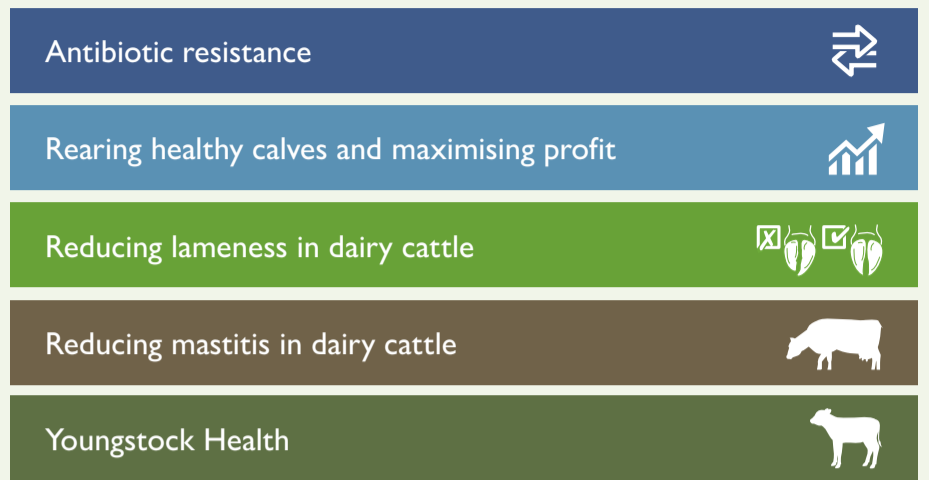 Antibiotic resistance
Rearing healthy calves and maximising profit
Reducing lameness in dairy cattle
Reducing mastitis in dairy cattle
Youngstock Health